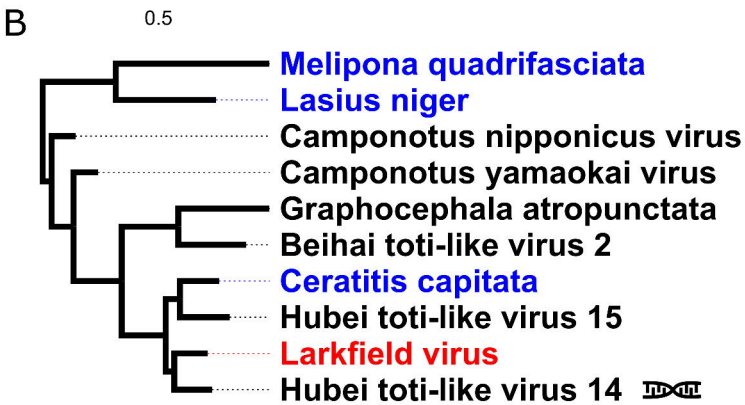 B
0.5
Melipona quadrifasciata
Lasius niger
Camponotus nipponicus virus
Camponotus yamaokai virus
Graphocephala atropunctata
Beihai toti-like virus 2
Ceratitis capitata
Hubei toti-like virus 15
Larkfield virus
Hubei toti-like virus 14